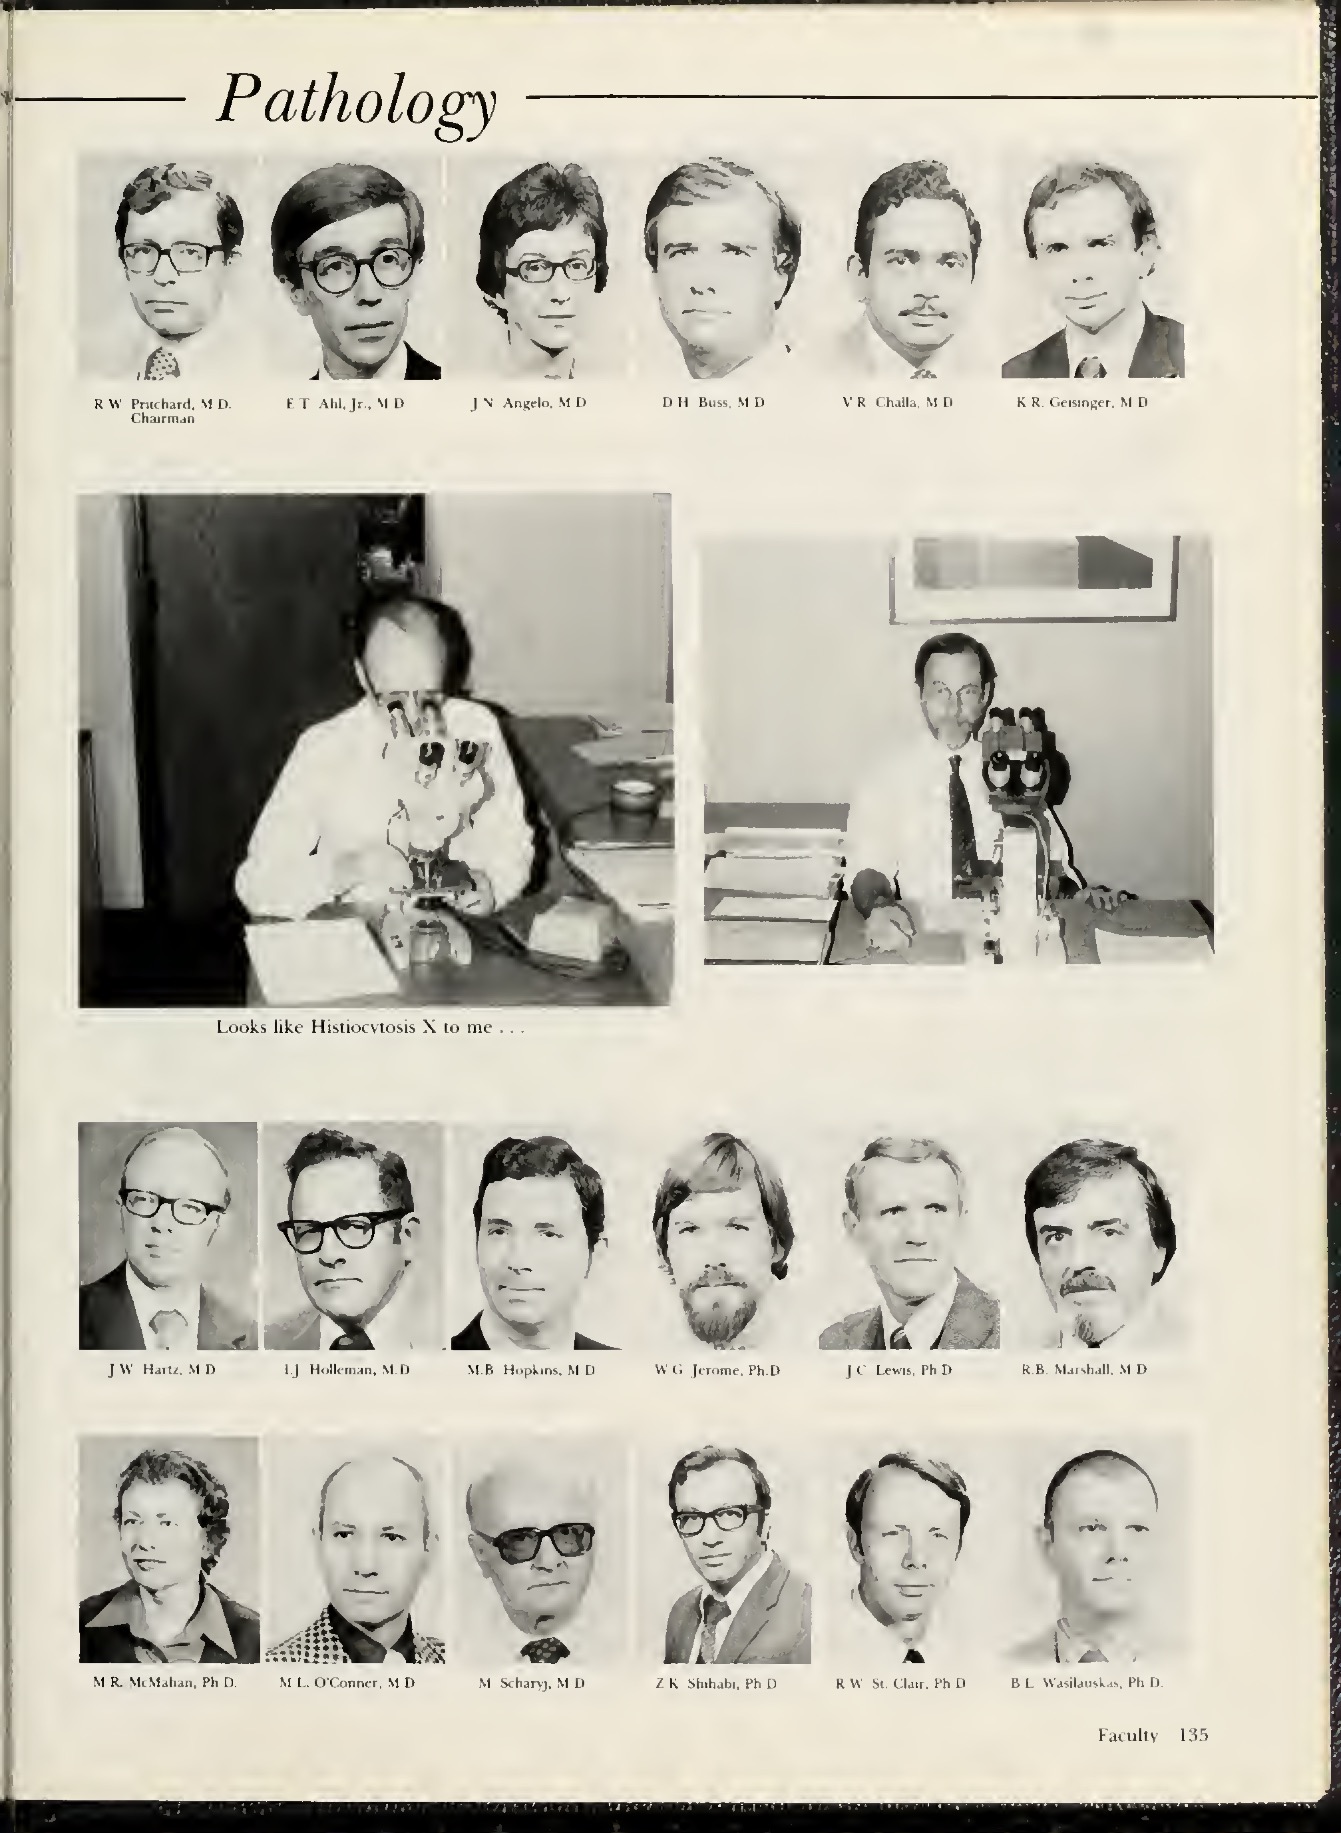 Pathology
R W Pritchard, M D.
Chairman
E T Ahl, Jr., M D
J N Angelo, M D
D H Buss, M D
V R Challa, M D
K R. Geisinger, M D
Looks like Histiocytosis X to me . . .
J W Hartz, M D
I.J Holleman, M.D
M.B Hopkins, M D
W G Jerome, Ph.D
J C Lewis, Ph D
R.B. Marshall, M D
M R. McMahan, Ph D.
M L. O'Conner, M D
M Scharyj, M D
Z K Shihabi, Ph D
R W St. Clair, Ph D
B L Wasilauskas, Ph D.
Faculty 135